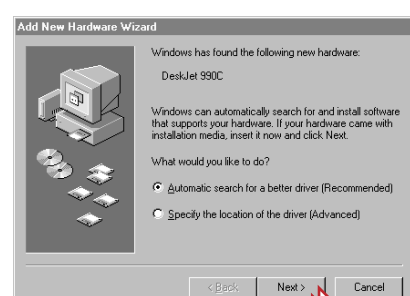 Add New Hardware Wizard
Windows has found the following new hardware:
DeskJet 990C
Windows can automatically search for and install software
that supports your hardware. If your hardware came with
installation media, insert it now and click Next.
What would you like to do?
Automatic search for a better driver (Recommended)
Specify the location of the driver (Advanced)
< Back Next > Cancel